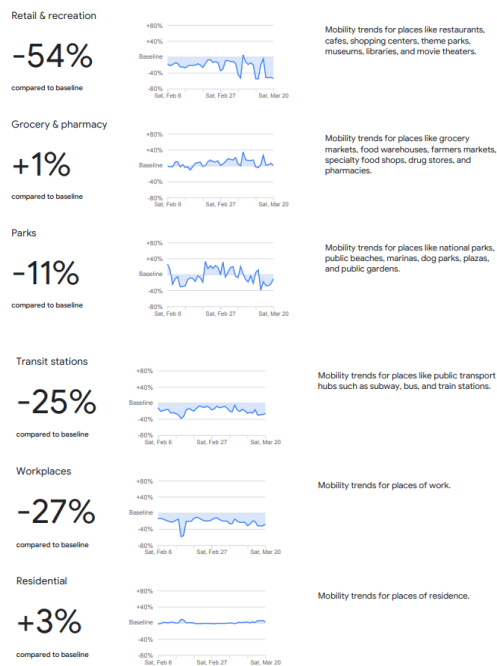 Retail & recreation
-54%
compared to baseline
+80%
+40%
Baseline
-40%
-80%
Sat, Feb 6
Sat, Feb 27
Sat, Mar 20
Mobility trends for places like restaurants,
cafes, shopping centers, theme parks,
museums, libraries, and movie theaters.
Grocery & pharmacy
+1%
compared to baseline
+80%
+40%
Baseline
-40%
-80%
Sat, Feb 6
Sat, Feb 27
Sat, Mar 20
Mobility trends for places like grocery
markets, food warehouses, farmers markets,
specialty food shops, drug stores, and
pharmacies.
Parks
-11%
compared to baseline
+80%
+40%
Baseline
-40%
-80%
Sat, Feb 6
Sat, Feb 27
Sat, Mar 20
Mobility trends for places like national parks,
public beaches, marinas, dog parks, plazas,
and public gardens.
Transit stations
-25%
compared to baseline
+80%
+40%
Baseline
-40%
-80%
Sat, Feb 6
Sat, Feb 27
Sat, Mar 20
Mobility trends for places like public transport
hubs such as subway, bus, and train stations.
Workplaces
-27%
compared to baseline
+80%
+40%
Baseline
-40%
-80%
Sat, Feb 6
Sat, Feb 27
Sat, Mar 20
Mobility trends for places of work.
Residential
+3%
compared to baseline
+80%
+40%
Baseline
-40%
-80%
Sat, Feb 6
Sat, Feb 27
Sat, Mar 20
Mobility trends for places of residence.